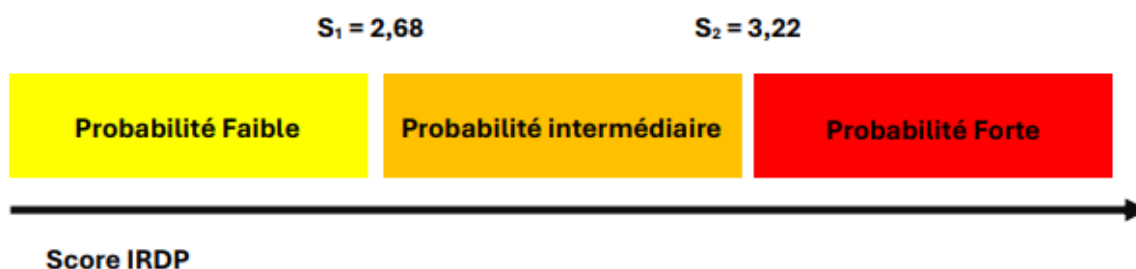 S₁ = 2,68 S₂ = 3,22
Probabilité Faible Probabilité intermédiaire Probabilité Forte
Score IRDP